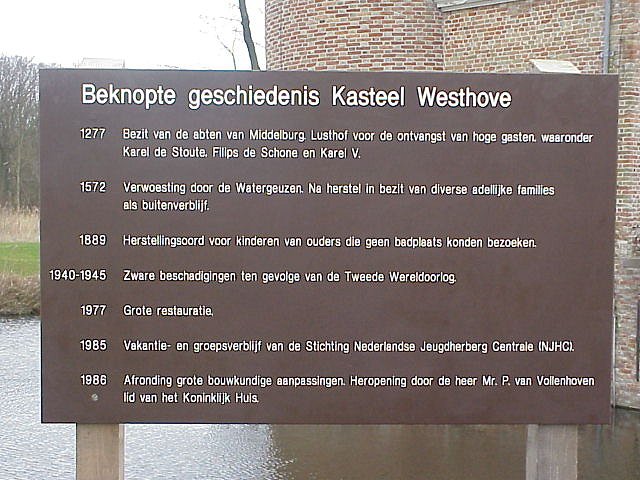 Beknopte geschiedenis Kasteel Westhove
1277 Bezit van de abten van Middelburg. Lusthof voor de ontvangst van hoge gasten, waaronder
Karel de Stoute, Filips de Schone en Karel V.
1572 Verwoesting door de Watergeuzen. Na herstel in bezit van diverse adellijke families
als buitenverblijf.
1889 Herstellingsoord voor kinderen van ouders die geen badplaats konden bezoeken.
1940-1945 Zware beschadigingen ten gevolge van de Tweede Wereldoorlog.
1977 Grote restauratie.
1985 Vakantie- en groepsverblijf van de Stichting Nederlandse Jeugdherberg Centrale (NJHC).
1986 Afronding grote bouwkundige aanpassingen. Heropening door de heer Mr. P. van Vollenhoven
lid van het Koninklijk Huis.